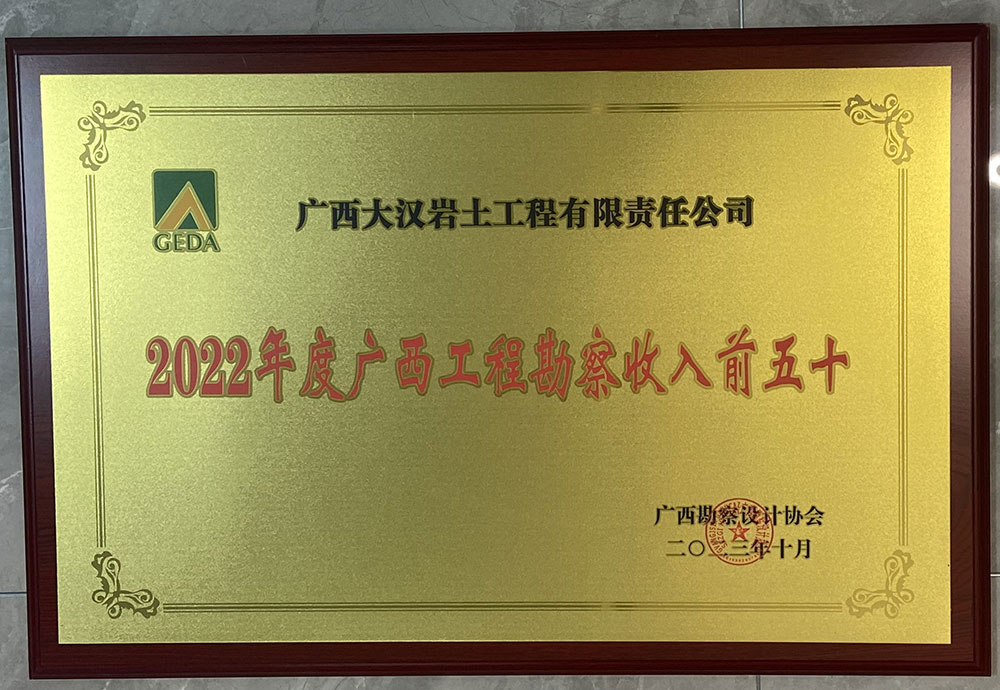 GEDA
广西大汉岩土工程有限责任公司
2022年度广西工程勘察收入前五十
广西勘察设计协会
二〇二三年十月